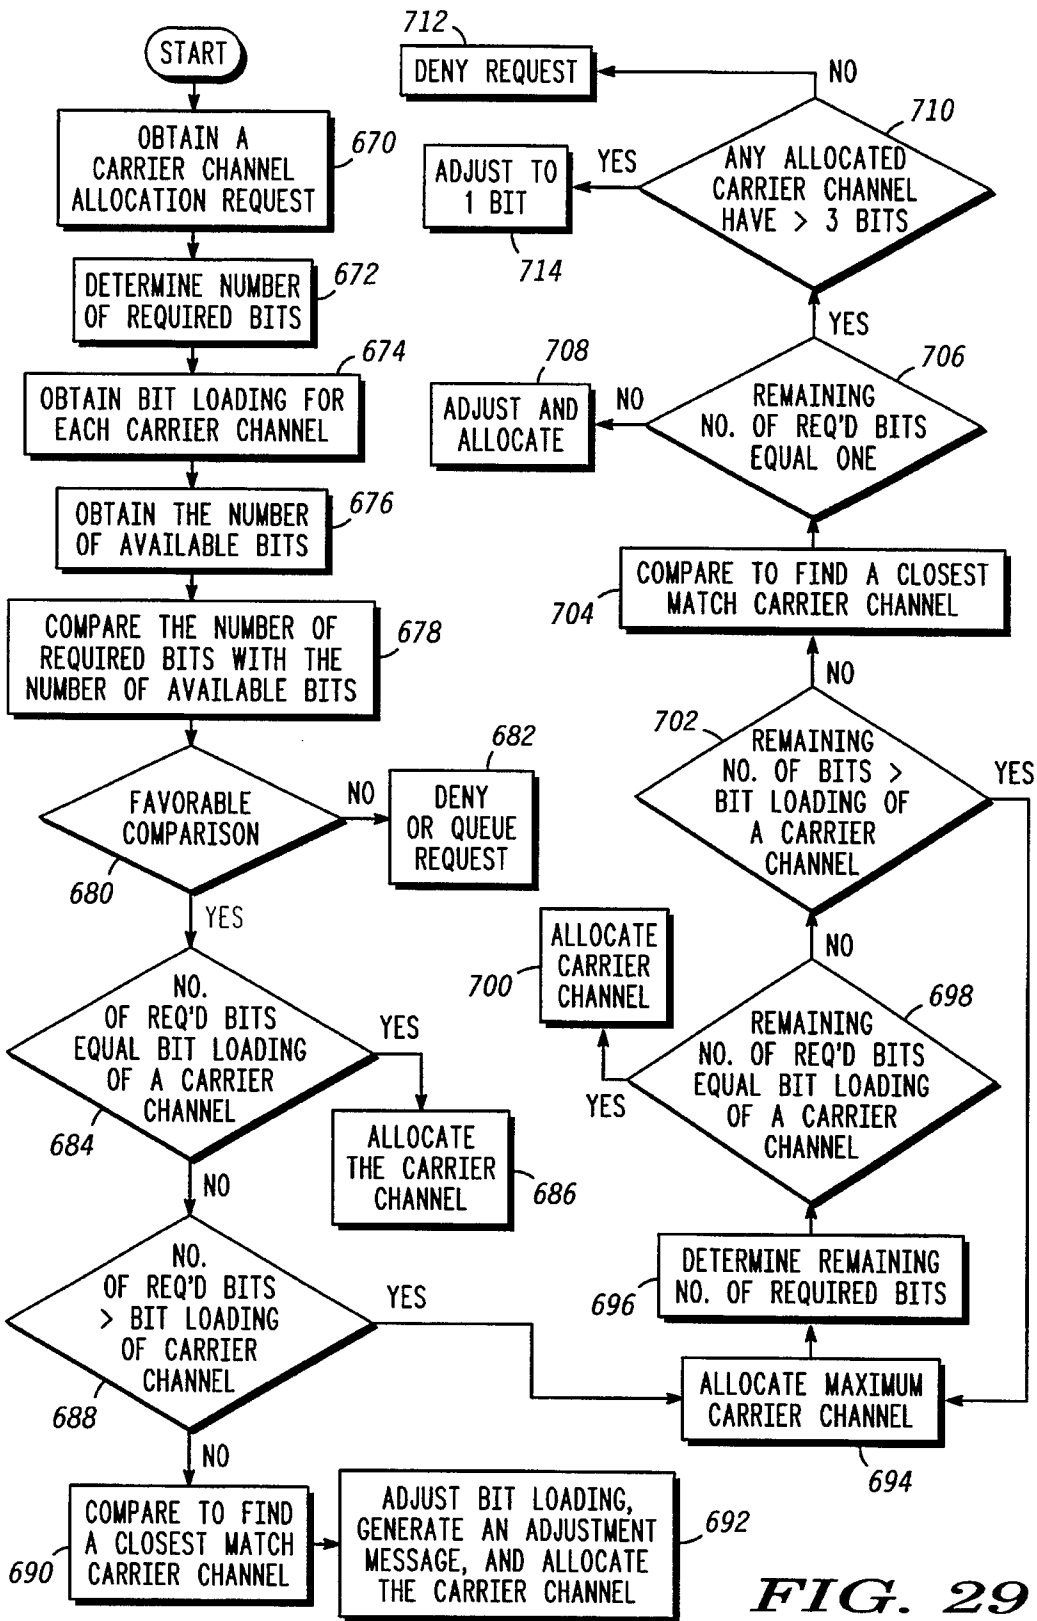 START
OBTAIN A
CARRIER CHANNEL
ALLOCATION REQUEST
670
DETERMINE NUMBER
OF REQUIRED BITS
672
674
OBTAIN BIT LOADING FOR
EACH CARRIER CHANNEL
OBTAIN THE NUMBER
OF AVAILABLE BITS
676
COMPARE THE NUMBER OF
REQUIRED BITS WITH THE
NUMBER OF AVAILABLE BITS
678
FAVORABLE
COMPARISON
680
NO
682
DENY
OR QUEUE
REQUEST
YES
NO.
OF REQ'D BITS
EQUAL BIT LOADING
OF A CARRIER
CHANNEL
684
YES
ALLOCATE
THE CARRIER
CHANNEL
686
NO
NO.
OF REQ'D BITS
> BIT LOADING
OF CARRIER
CHANNEL
688
YES
NO
COMPARE TO FIND
A CLOSEST MATCH
CARRIER CHANNEL
690
ADJUST BIT LOADING,
GENERATE AN ADJUSTMENT
MESSAGE, AND ALLOCATE
THE CARRIER CHANNEL
692
ALLOCATE MAXIMUM
CARRIER CHANNEL
694
DETERMINE REMAINING
NO. OF REQUIRED BITS
696
REMAINING
NO. OF REQ'D BITS
EQUAL BIT LOADING
OF A CARRIER
CHANNEL
698
YES
ALLOCATE
CARRIER
CHANNEL
700
NO
REMAINING
NO. OF BITS >
BIT LOADING OF
A CARRIER
CHANNEL
702
YES
NO
COMPARE TO FIND A CLOSEST
MATCH CARRIER CHANNEL
704
REMAINING
NO. OF REQ'D BITS
EQUAL ONE
706
NO
708
ADJUST AND
ALLOCATE
YES
ANY ALLOCATED
CARRIER CHANNEL
HAVE > 3 BITS
710
YES
ADJUST TO
1 BIT
714
NO
712
DENY REQUEST
FIG. 29